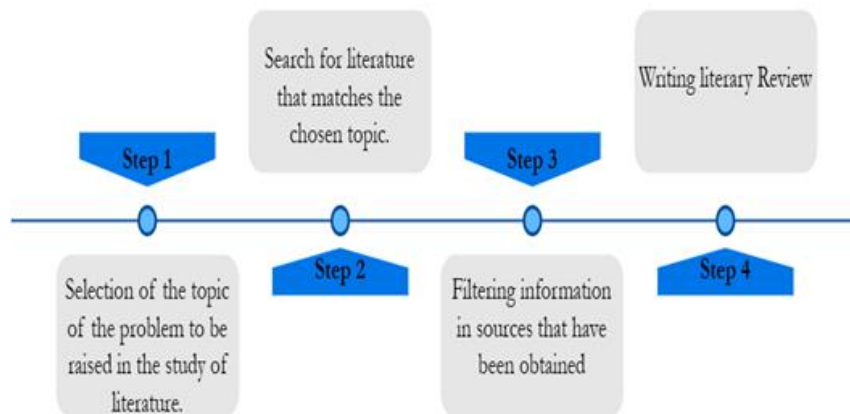 Step 1
Selection of the topic
of the problem to be
raised in the study of
literature.
Search for literature
that matches the
chosen topic.
Step 2
Step 3
Filtering information
in sources that have
been obtained
Writing literary Review
Step 4